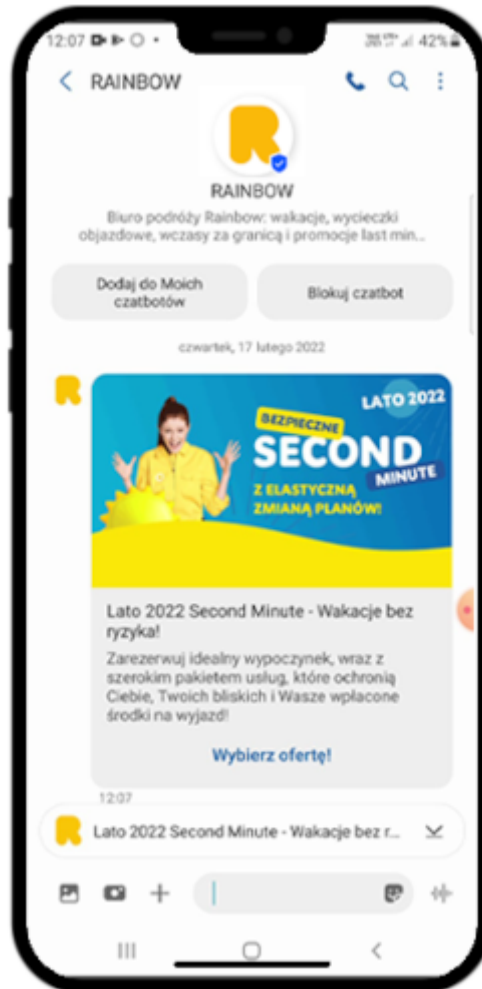 12:07
42%
RAINBOW
R
RAINBOW
Biuro podróży Rainbow: wakacje, wycieczki
objazdowe, wczasy za granicą i promocje last min...
Dodaj do Moich
czatbotów
Blokuj czatbot
czwartek, 17 lutego 2022
R
LATO 2022
BEZPIECZNE
SECOND
MINUTE
Z ELASTYCZNĄ
ZMIANĄ PLANÓW!
Lato 2022 Second Minute - Wakacje bez
ryzyka!
Zarezerwuj idealny wypoczynek, wraz z
szerokim pakietem usług, które ochronią
Ciebie, Twoich bliskich i Wasze wpłacone
środki na wyjazd!
Wybierz ofertę!
12:07
R
Lato 2022 Second Minute - Wakacje bez r...